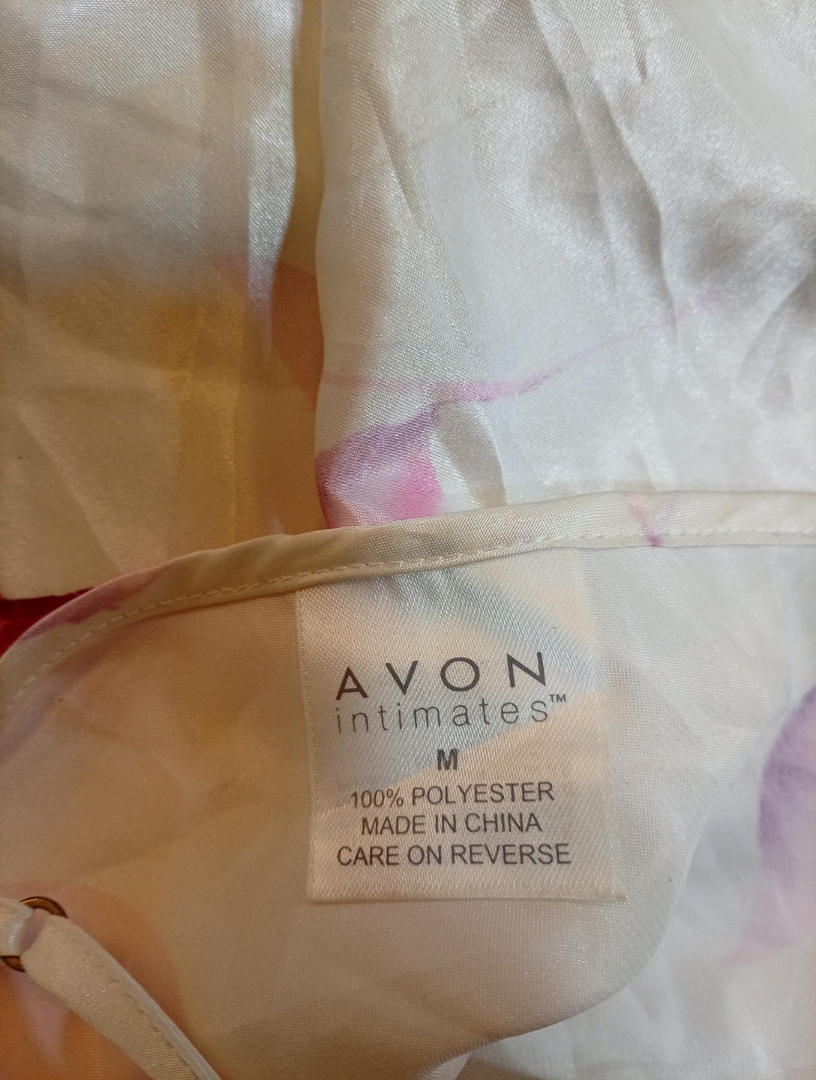 AVON
intimates™
M
100% POLYESTER
MADE IN CHINA
CARE ON REVERSE